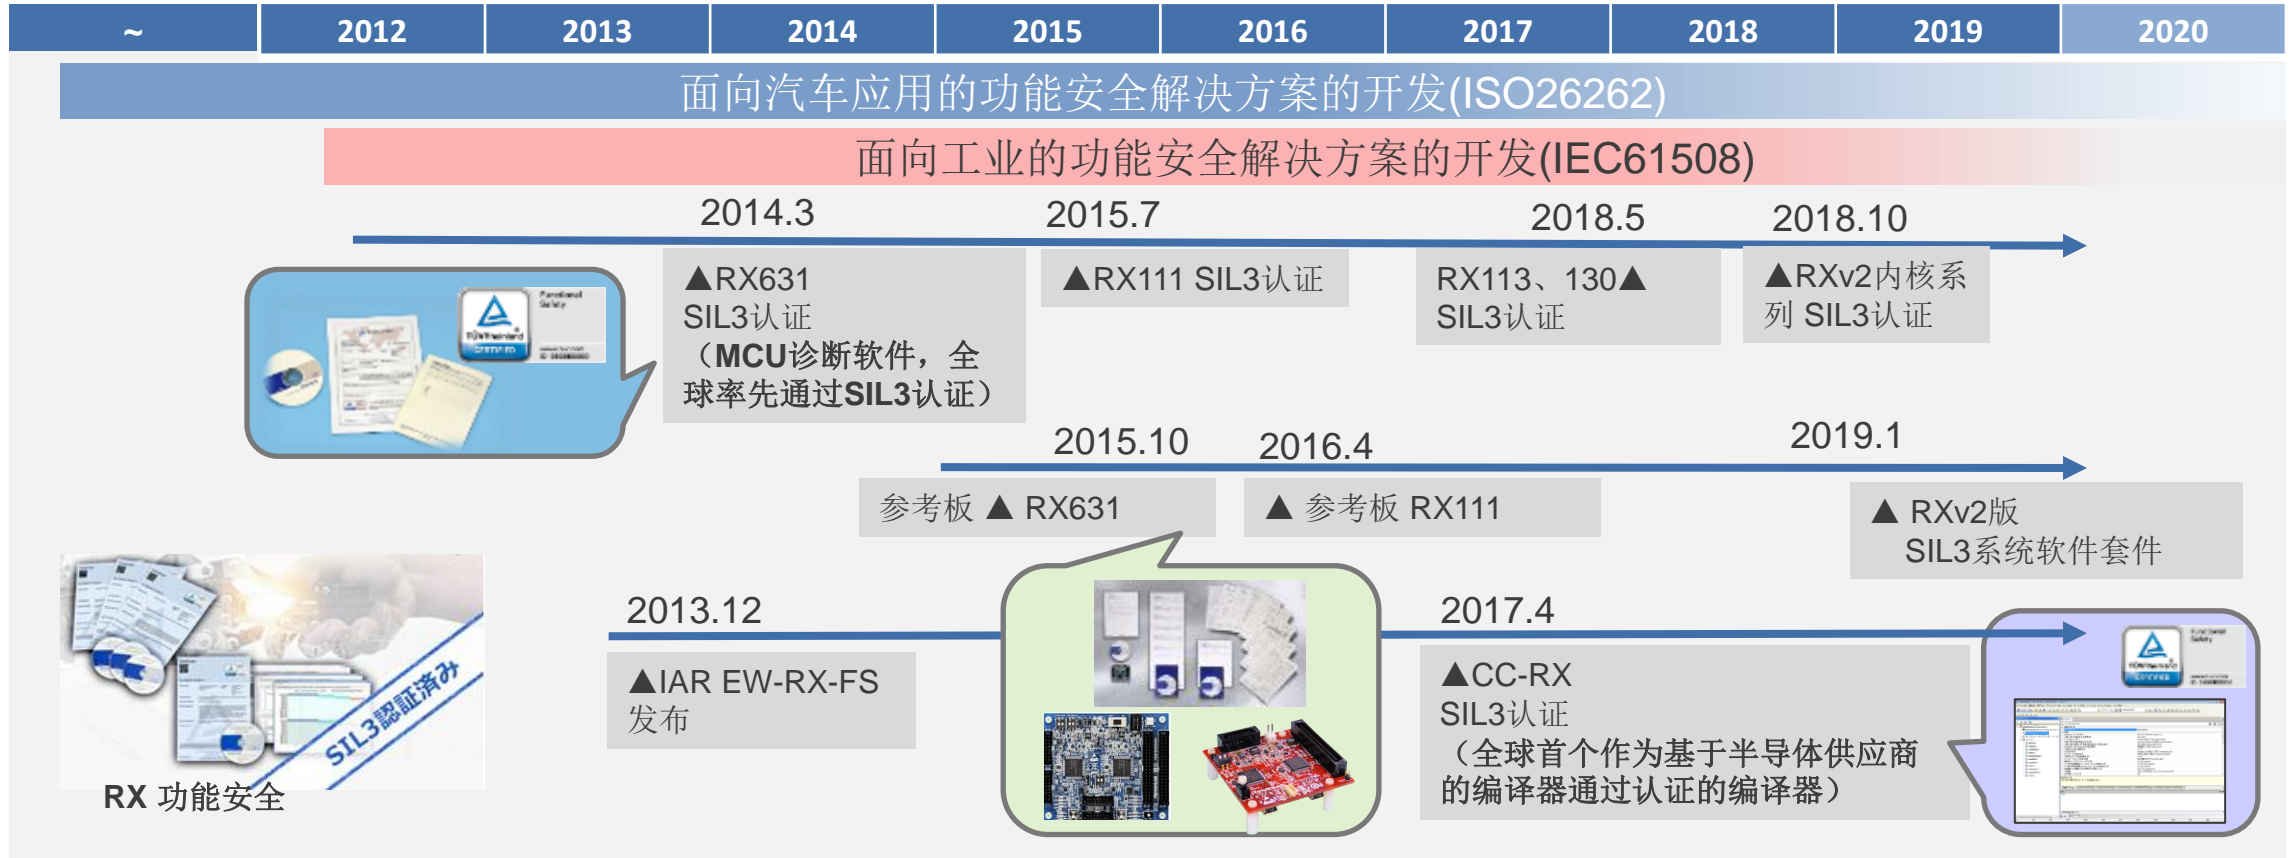 ~ 2012 2013 2014 2015 2016 2017 2018 2019 2020
面向汽车应用的功能安全解决方案的开发(ISO26262)
面向工业的功能安全解决方案的开发(IEC61508)
2014.3 2015.7 2018.5 2018.10
▲RX631
SIL3认证
（MCU诊断软件，全
球率先通过SIL3认证）
▲RX111 SIL3认证
RX113、130▲
SIL3认证
▲RXv2内核系
列 SIL3认证
Functional
Safety
TÜVRheinland
CERTIFIED
2015.10 2016.4 2019.1
参考板 ▲ RX631
▲ 参考板 RX111
▲ RXv2版
SIL3系统软件套件
2013.12 2017.4
▲IAR EW-RX-FS
发布
▲CC-RX
SIL3认证
（全球首个作为基于半导体供应商
的编译器通过认证的编译器）
SIL3認証済み
RX 功能安全
Functional
Safety
TÜVRheinland
CERTIFIED